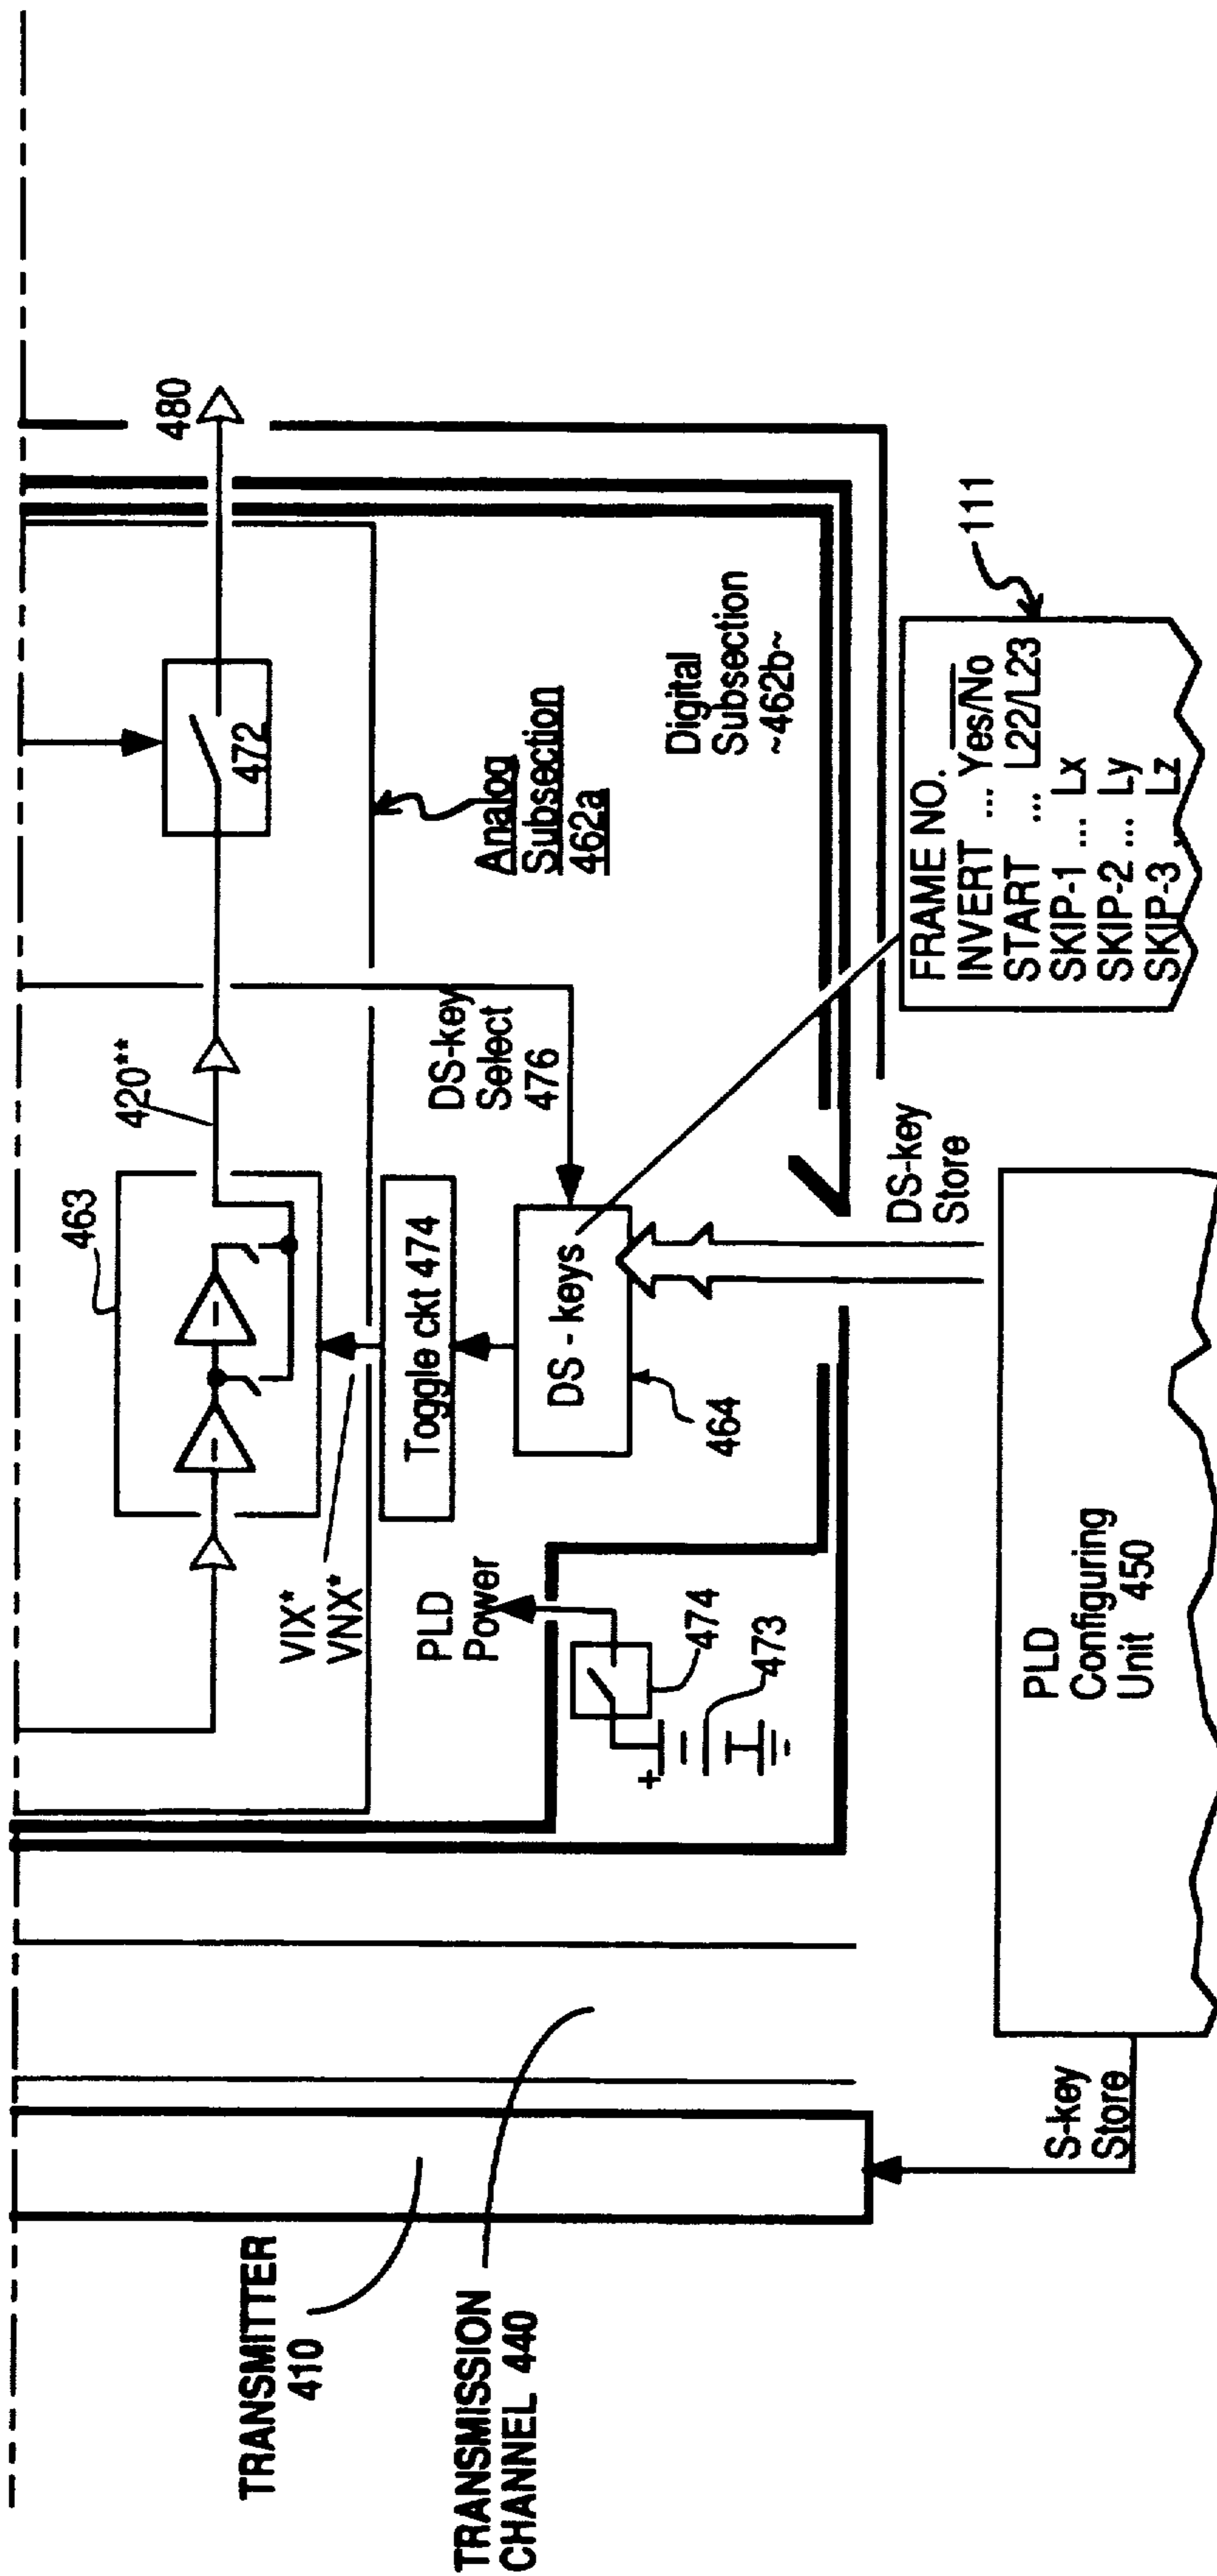 TRANSMITTER
410
TRANSMISSION
CHANNEL 440
463
420**
480
472
VIX*
VNX*
Toggle ckt 474
Analog
Subsection
462a
PLD
Power
DS-key
Select
476
DS - keys
464
474
473
+
Digital
Subsection
~462b~
DS-key
Store
S-key
Store
PLD
Configuring
Unit 450
111
FRAME NO.
INVERT ... Yes/No
START ... L22/L23
SKIP-1 ... Lx
SKIP-2 ... Ly
SKIP-3 ... Lz